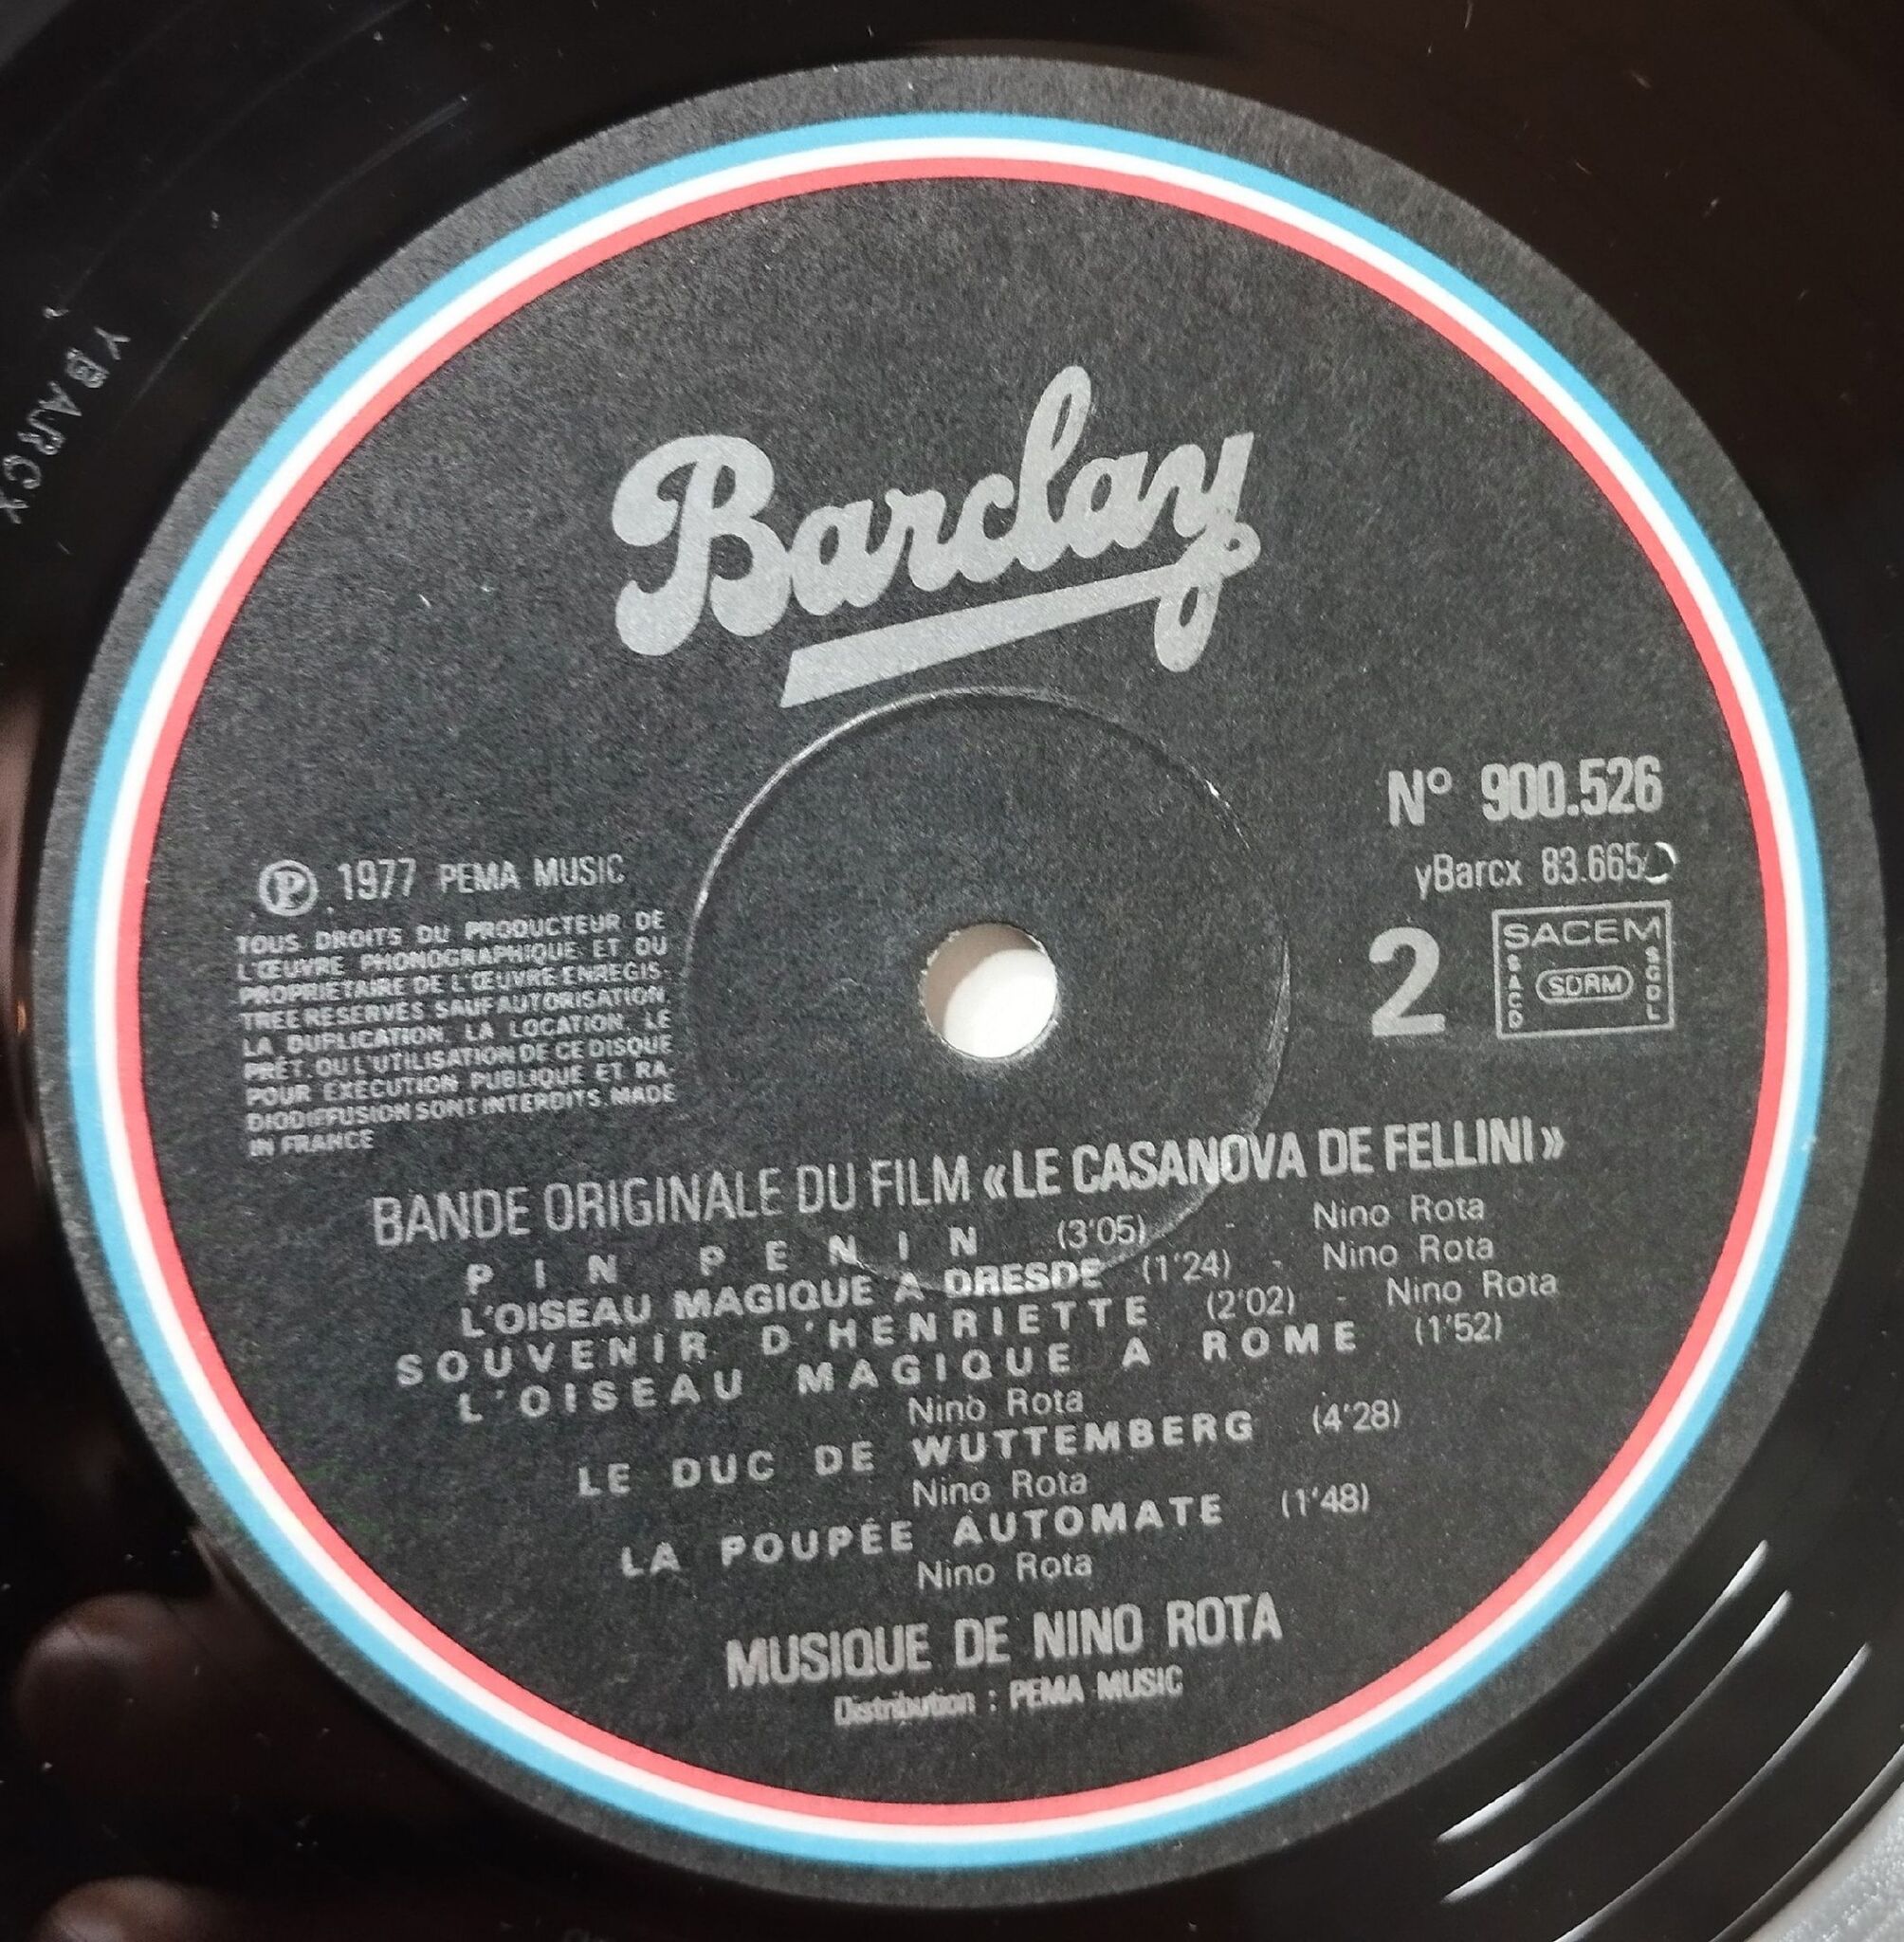 Barclay
N° 900.526
yBarcx 83.665
2
SACEM
SACD
SDRM
SGDL
℗ 1977 PEMA MUSIC
TOUS DROITS DU PRODUCTEUR DE
L'ŒUVRE PHONOGRAPHIQUE ET DU
PROPRIETAIRE DE L'ŒUVRE ENREGIS-
TREE RESERVES SAUF AUTORISATION,
LA DUPLICATION, LA LOCATION, LE
PRÊT, OU L'UTILISATION DE CE DISQUE
POUR EXECUTION PUBLIQUE ET RA-
DIODIFFUSION SONT INTERDITS. MADE
IN FRANCE
BANDE ORIGINALE DU FILM «LE CASANOVA DE FELLINI»
PIN PENIN (3'05) - Nino Rota
L'OISEAU MAGIQUE A DRESDE (1'24) - Nino Rota
SOUVENIR D'HENRIETTE (2'02) - Nino Rota
L'OISEAU MAGIQUE A ROME (1'52)
Nino Rota
LE DUC DE WUTTEMBERG (4'28)
Nino Rota
LA POUPÉE AUTOMATE (1'48)
Nino Rota
MUSIQUE DE NINO ROTA
Distribution : PEMA MUSIC
YBARCX